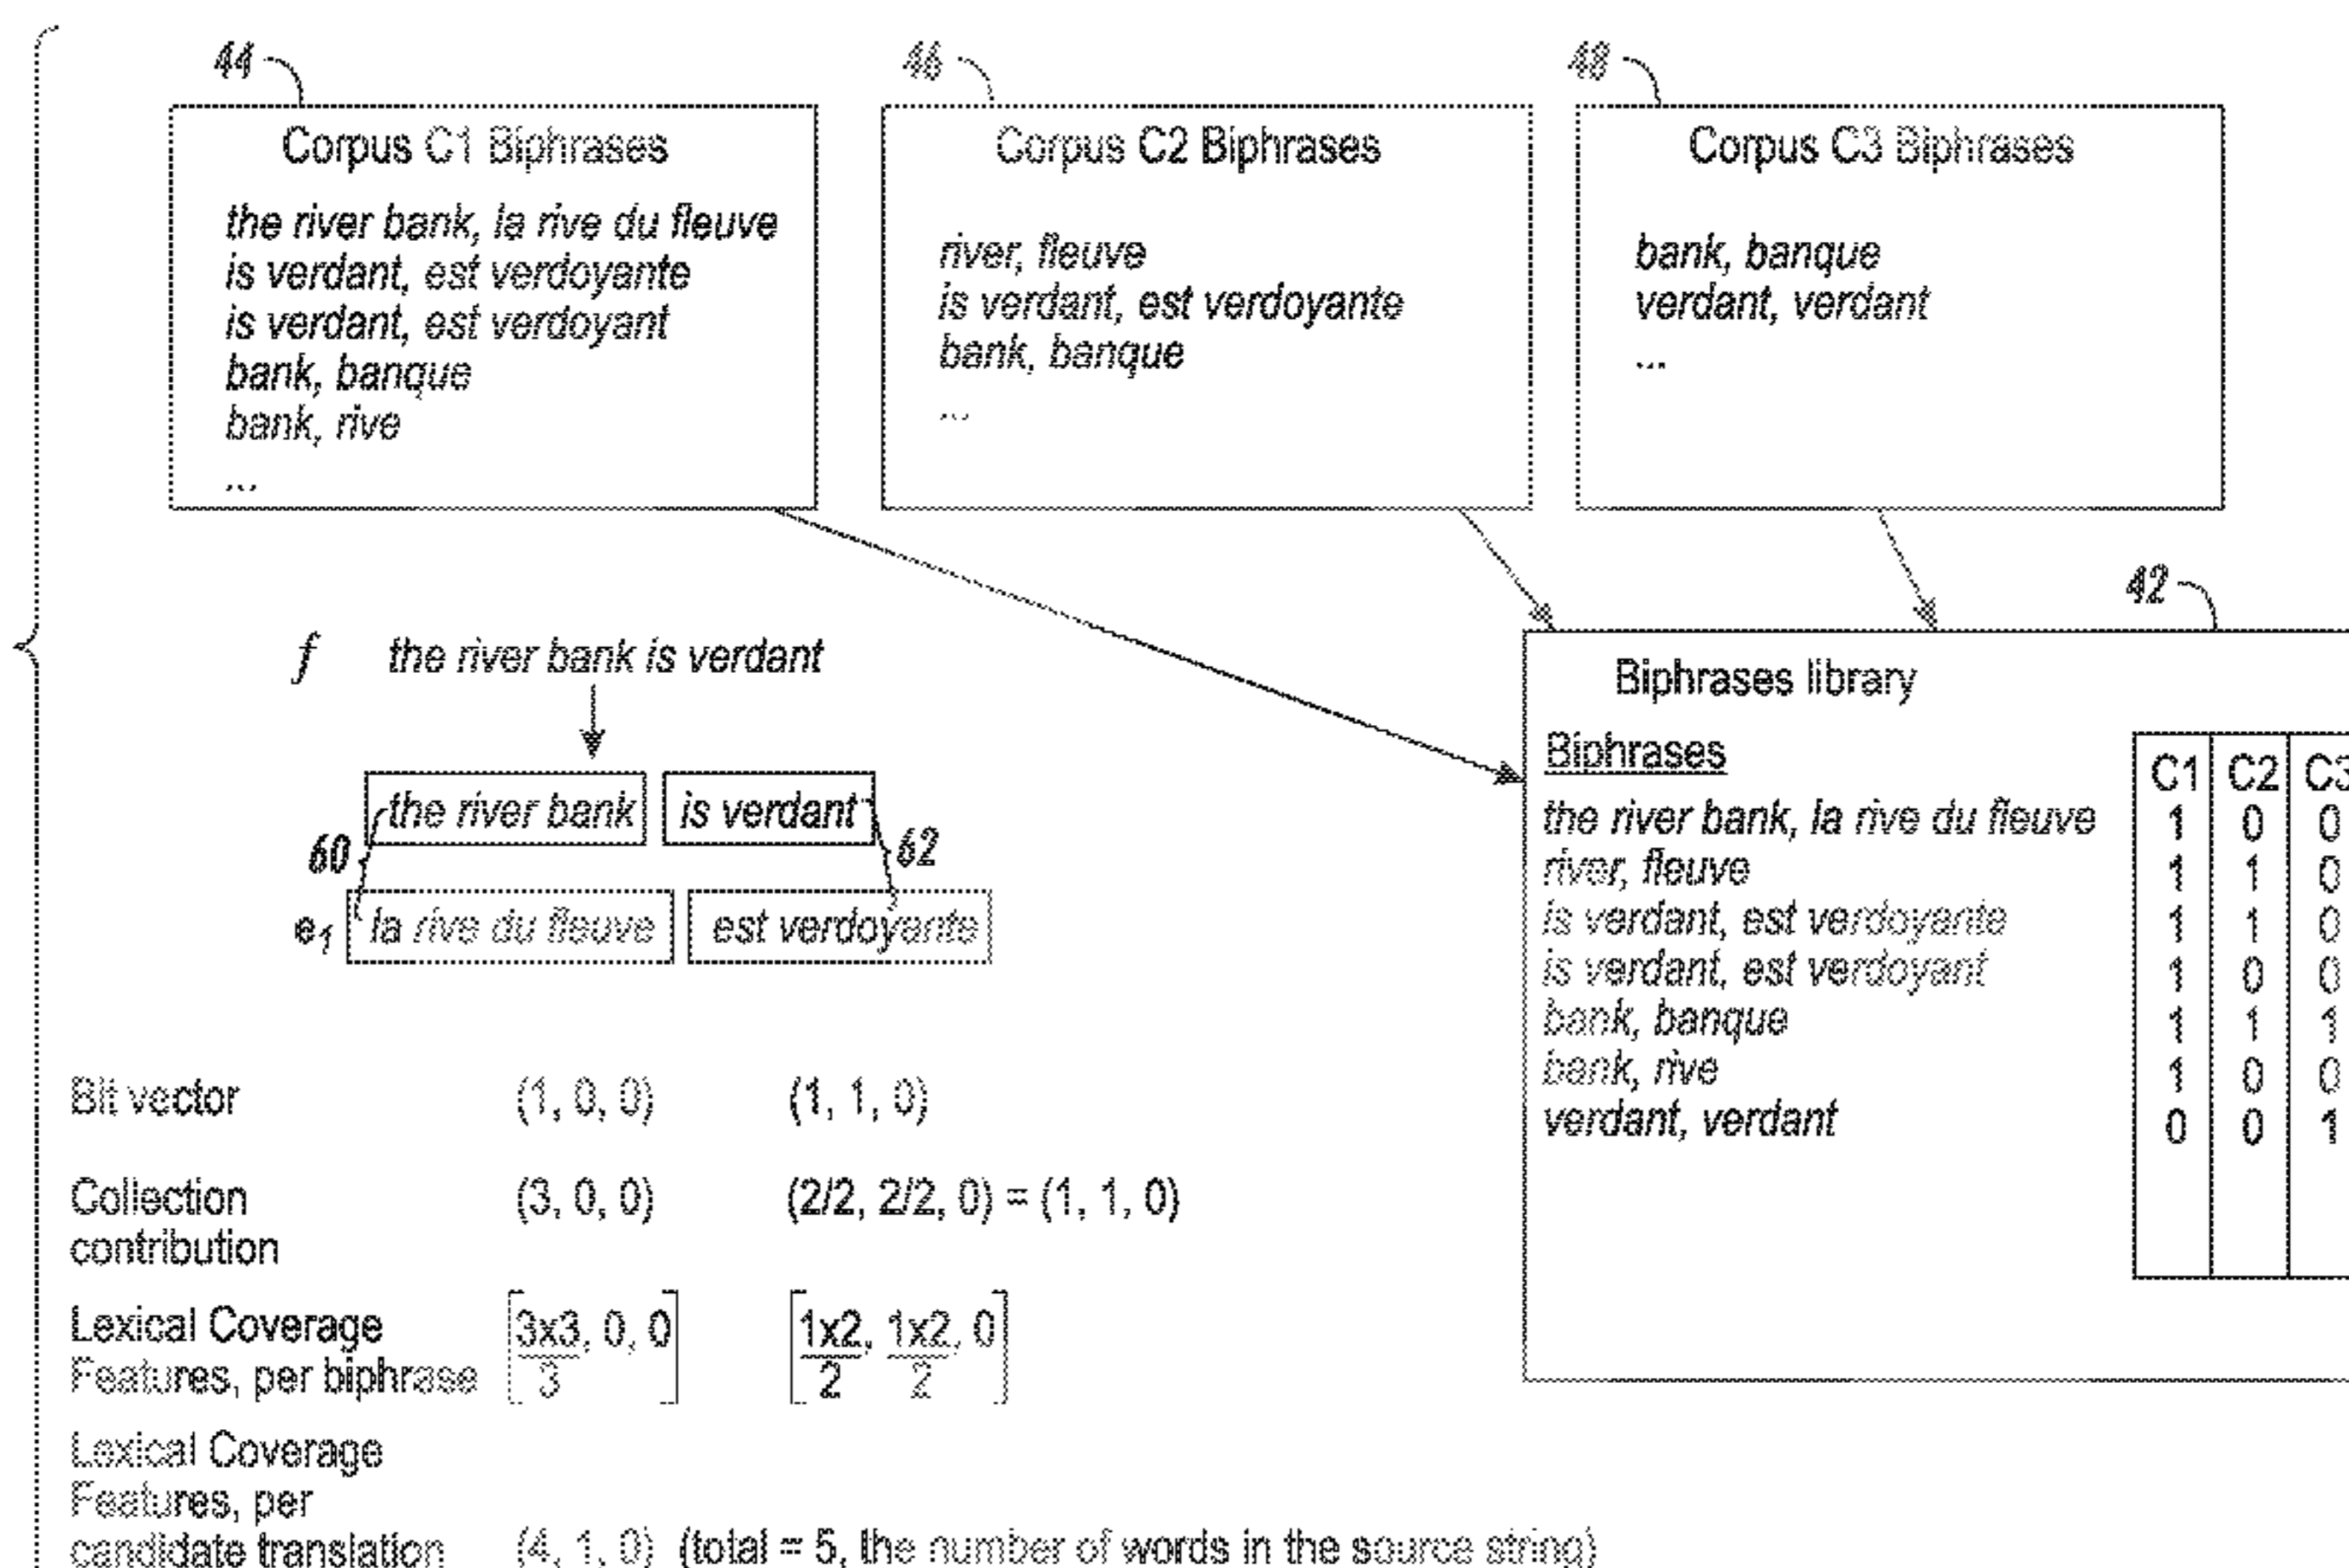 44
46
48
Corpus C1 Biphrases
the river bank, la rive du fleuve
is verdant, est verdoyante
is verdant, est verdoyant
bank, banque
bank, rive
...
Corpus C2 Biphrases
river, fleuve
is verdant, est verdoyante
bank, banque
...
Corpus C3 Biphrases
bank, banque
verdant, verdant
...
f the river bank is verdant
the river bank is verdant
60 62
e1 la rive du fleuve est verdoyante
42
Biphrases library
Biphrases C1 C2 C3
the river bank, la rive du fleuve 1 0 0
river, fleuve 1 1 0
is verdant, est verdoyante 1 1 0
is verdant, est verdoyant 1 0 0
bank, banque 1 1 1
bank, rive 1 0 0
verdant, verdant 0 0 1
Bit vector (1, 0, 0) (1, 1, 0)
Collection
contribution (3, 0, 0) (2/2, 2/2, 0) = (1, 1, 0)
Lexical Coverage
Features, per biphrase [3x3/3, 0, 0] [1x2/2, 1x2/2, 0]
Lexical Coverage
Features, per
candidate translation (4, 1, 0) (total = 5, the number of words in the source string)